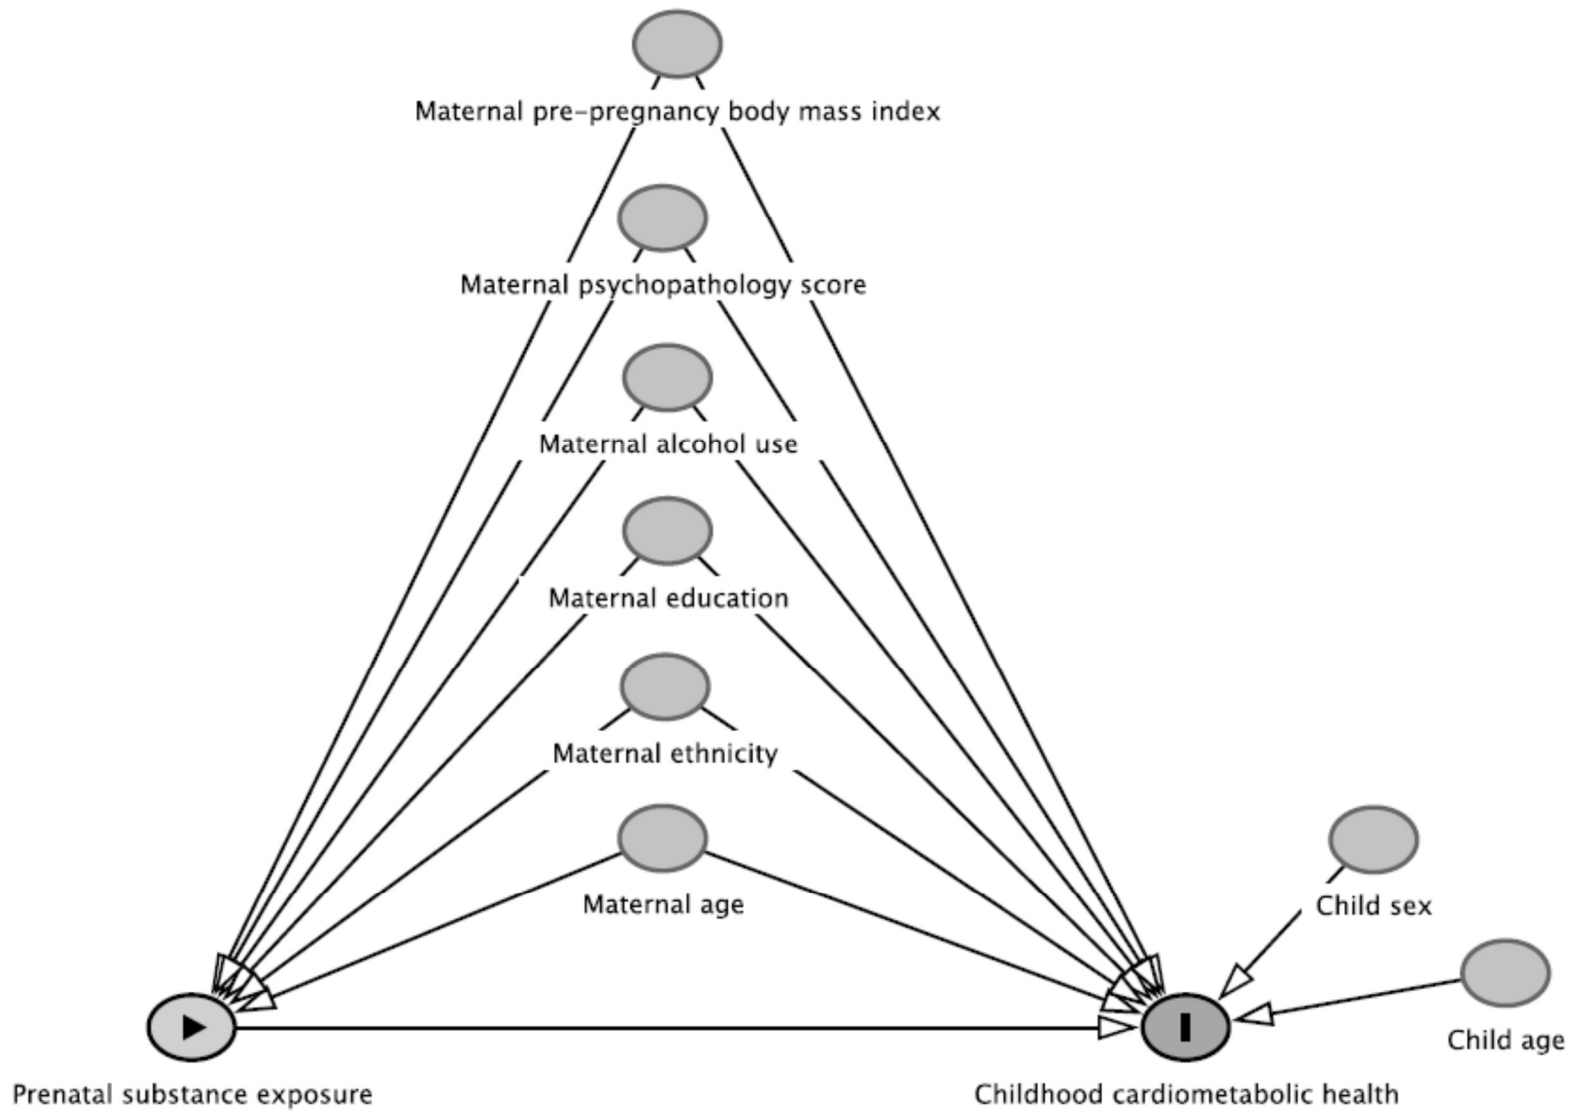 Maternal pre-pregnancy body mass index
Maternal psychopathology score
Maternal alcohol use
Maternal education
Maternal ethnicity
Maternal age
Child sex
Child age
Prenatal substance exposure
Childhood cardiometabolic health